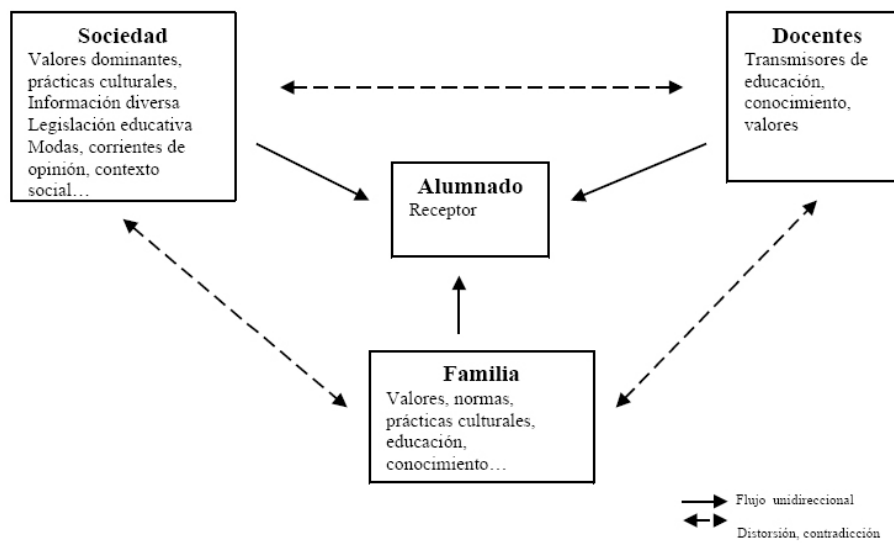 Sociedad
Valores dominantes,
prácticas culturales,
Información diversa
Legislación educativa
Modas, corrientes de
opinión, contexto
social…
Docentes
Transmisores de
educación,
conocimiento,
valores
Alumnado
Receptor
Familia
Valores, normas,
prácticas culturales,
educación,
conocimiento…
Flujo unidireccional
Distorsión, contradicción